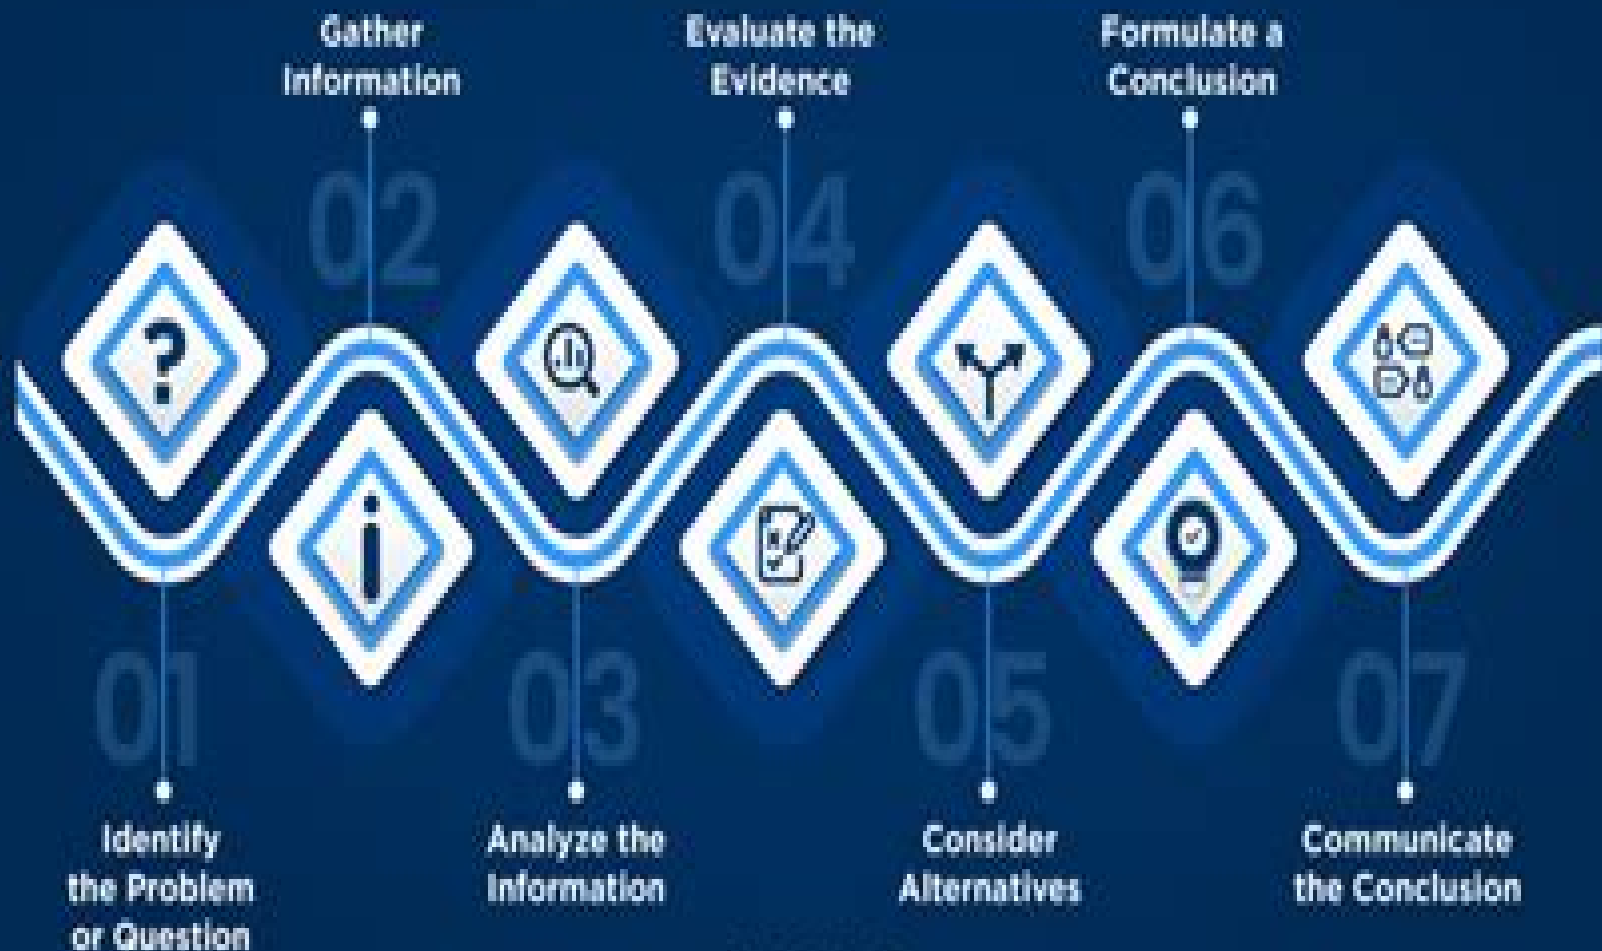 01
Identify
the Problem
or Question
02
Gather
Information
03
Analyze the
Information
04
Evaluate the
Evidence
05
Consider
Alternatives
06
Formulate a
Conclusion
07
Communicate
the Conclusion
?
i